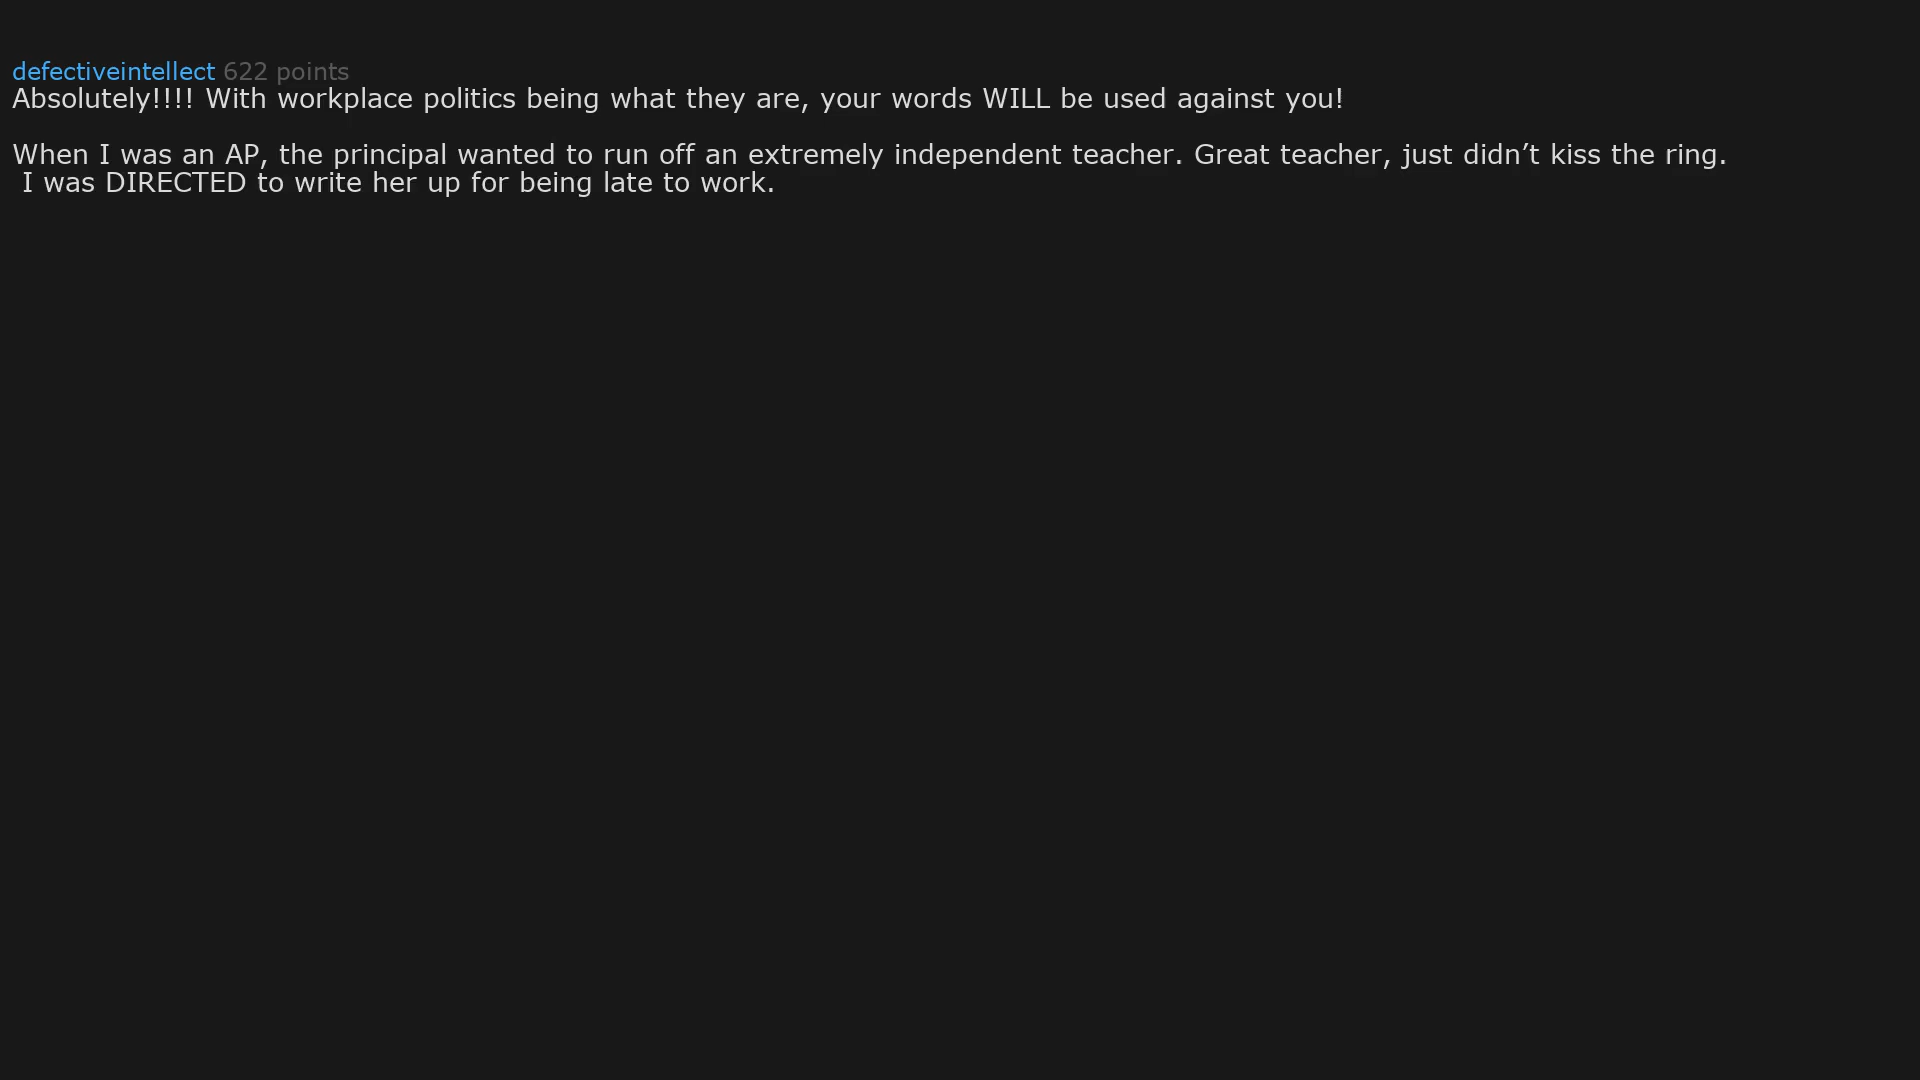 defectiveintellect 622 points
Absolutely!!!! With workplace politics being what they are, your words WILL be used against you!
When I was an AP, the principal wanted to run off an extremely independent teacher. Great teacher, just didn’t kiss the ring.
I was DIRECTED to write her up for being late to work.